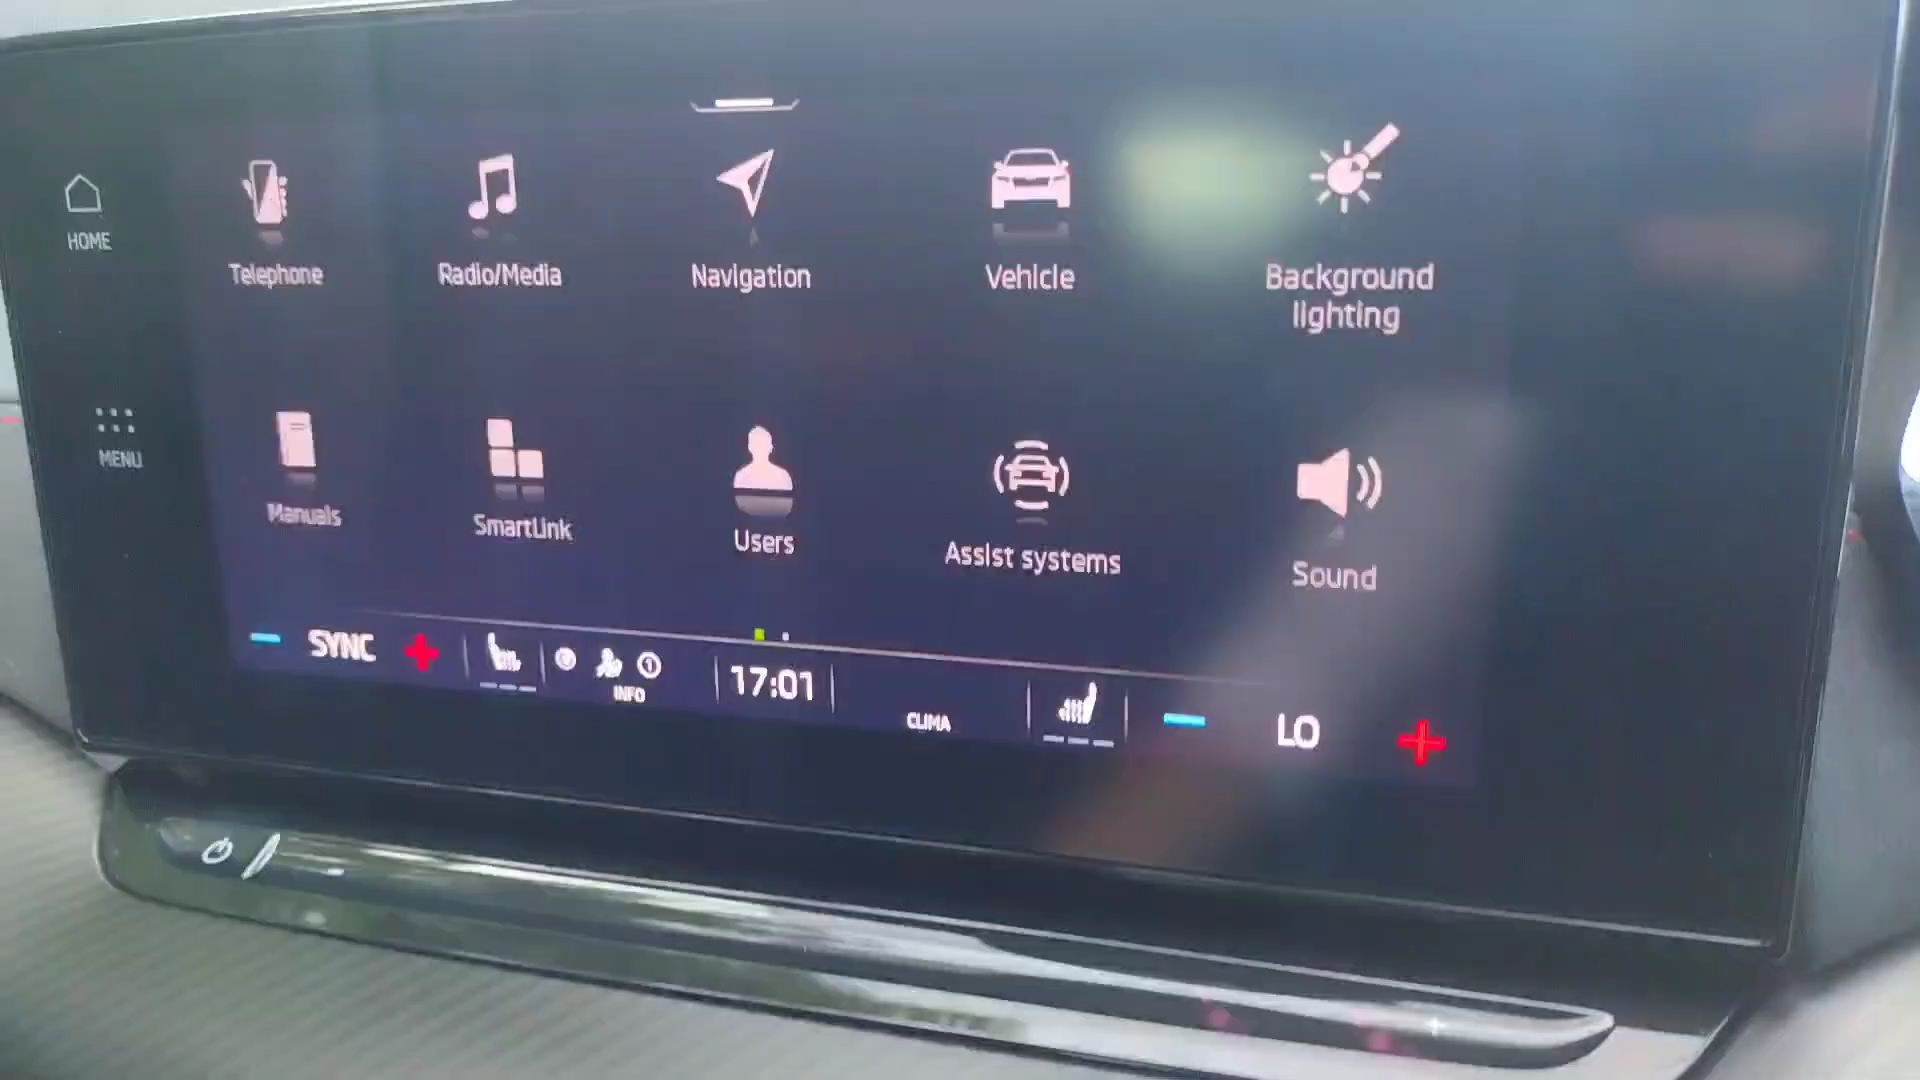 HOME
Telephone
Radio/Media
Navigation
Vehicle
Background
lighting
MENU
Manuals
SmartLink
Users
Assist systems
Sound
SYNC
1
INFO
17:01
CLIMA
LO